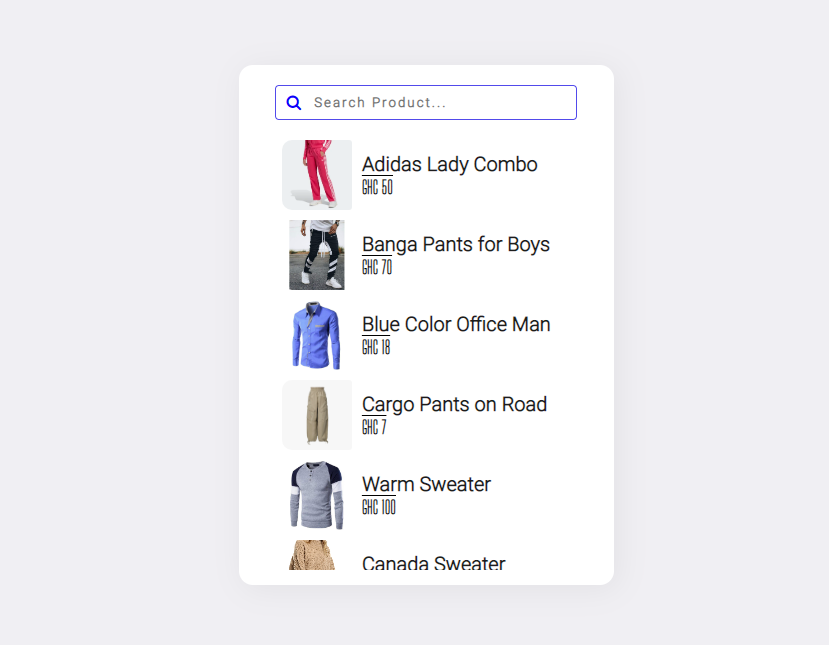 Search Product...
Adidas Lady Combo
GHC 50
Banga Pants for Boys
GHC 70
Blue Color Office Man
GHC 18
Cargo Pants on Road
GHC 7
Warm Sweater
GHC 100
Canada Sweater